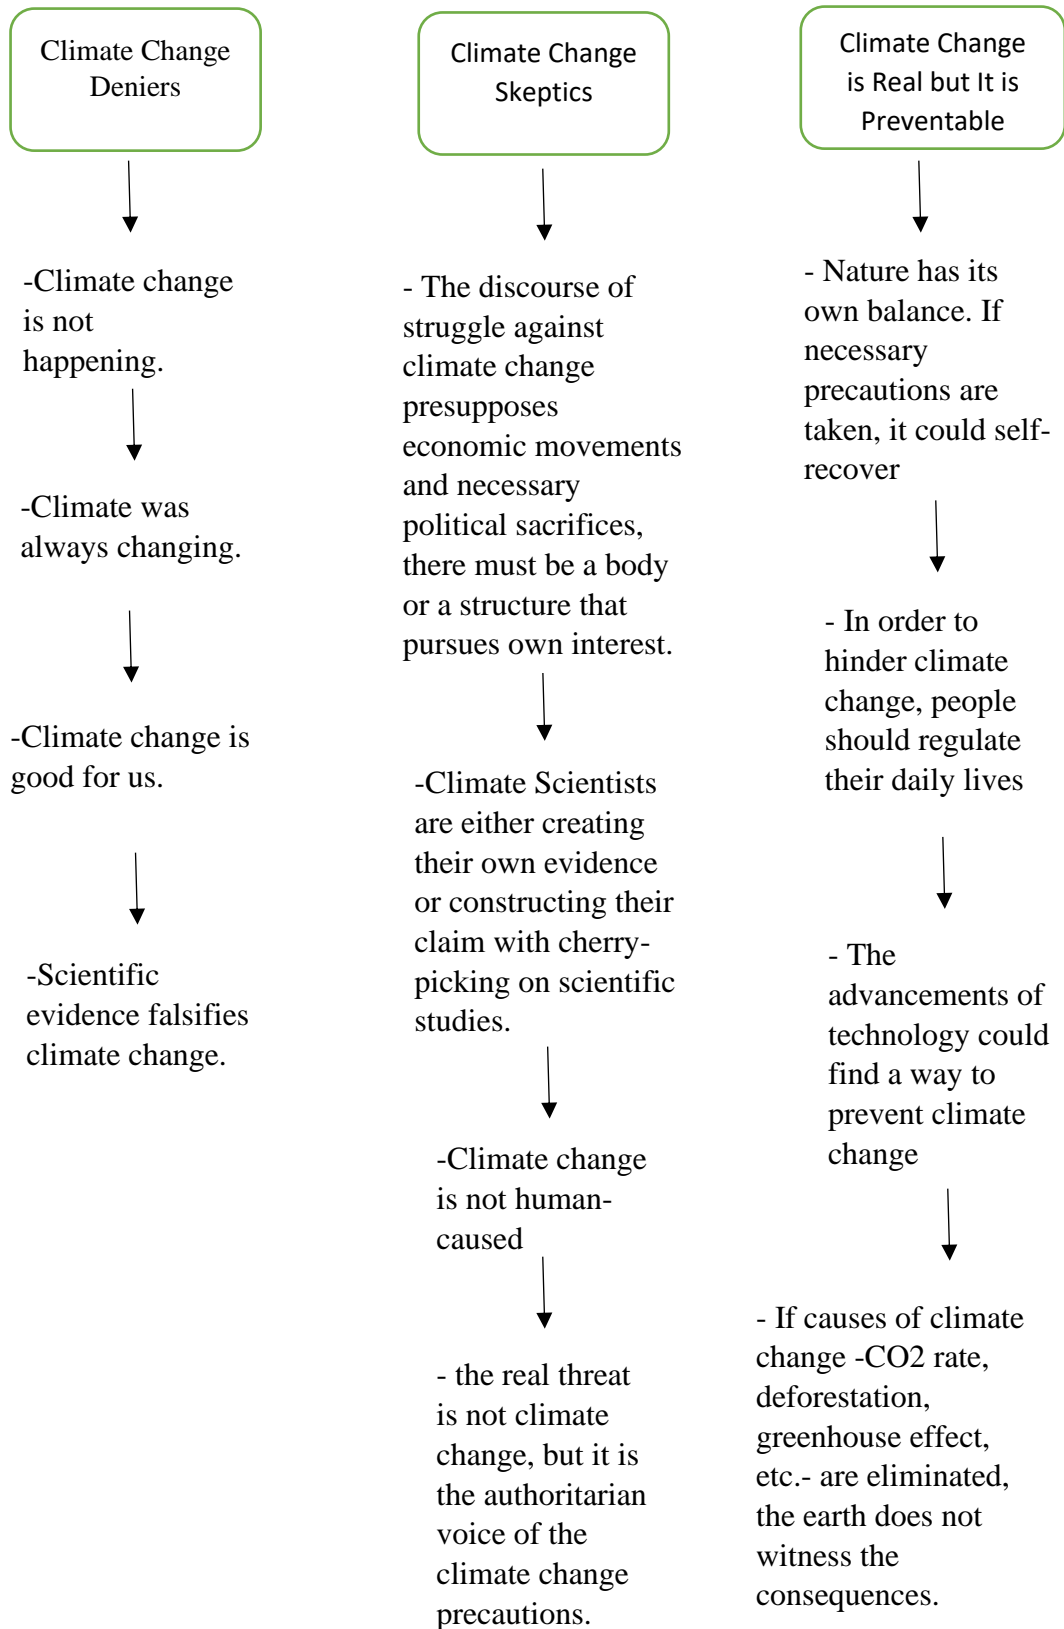 Climate Change
Deniers
-Climate change
is not
happening.
-Climate was
always changing.
-Climate change is
good for us.
-Scientific
evidence falsifies
climate change.
Climate Change
Skeptics
- The discourse of
struggle against
climate change
presupposes
economic movements
and necessary
political sacrifices,
there must be a body
or a structure that
pursues own interest.
-Climate Scientists
are either creating
their own evidence
or constructing their
claim with cherry-
picking on scientific
studies.
-Climate change
is not human-
caused
- the real threat
is not climate
change, but it is
the authoritarian
voice of the
climate change
precautions.
Climate Change
is Real but It is
Preventable
- Nature has its
own balance. If
necessary
precautions are
taken, it could self-
recover
- In order to
hinder climate
change, people
should regulate
their daily lives
- The
advancements of
technology could
find a way to
prevent climate
change
- If causes of climate
change -CO2 rate,
deforestation,
greenhouse effect,
etc.- are eliminated,
the earth does not
witness the
consequences.